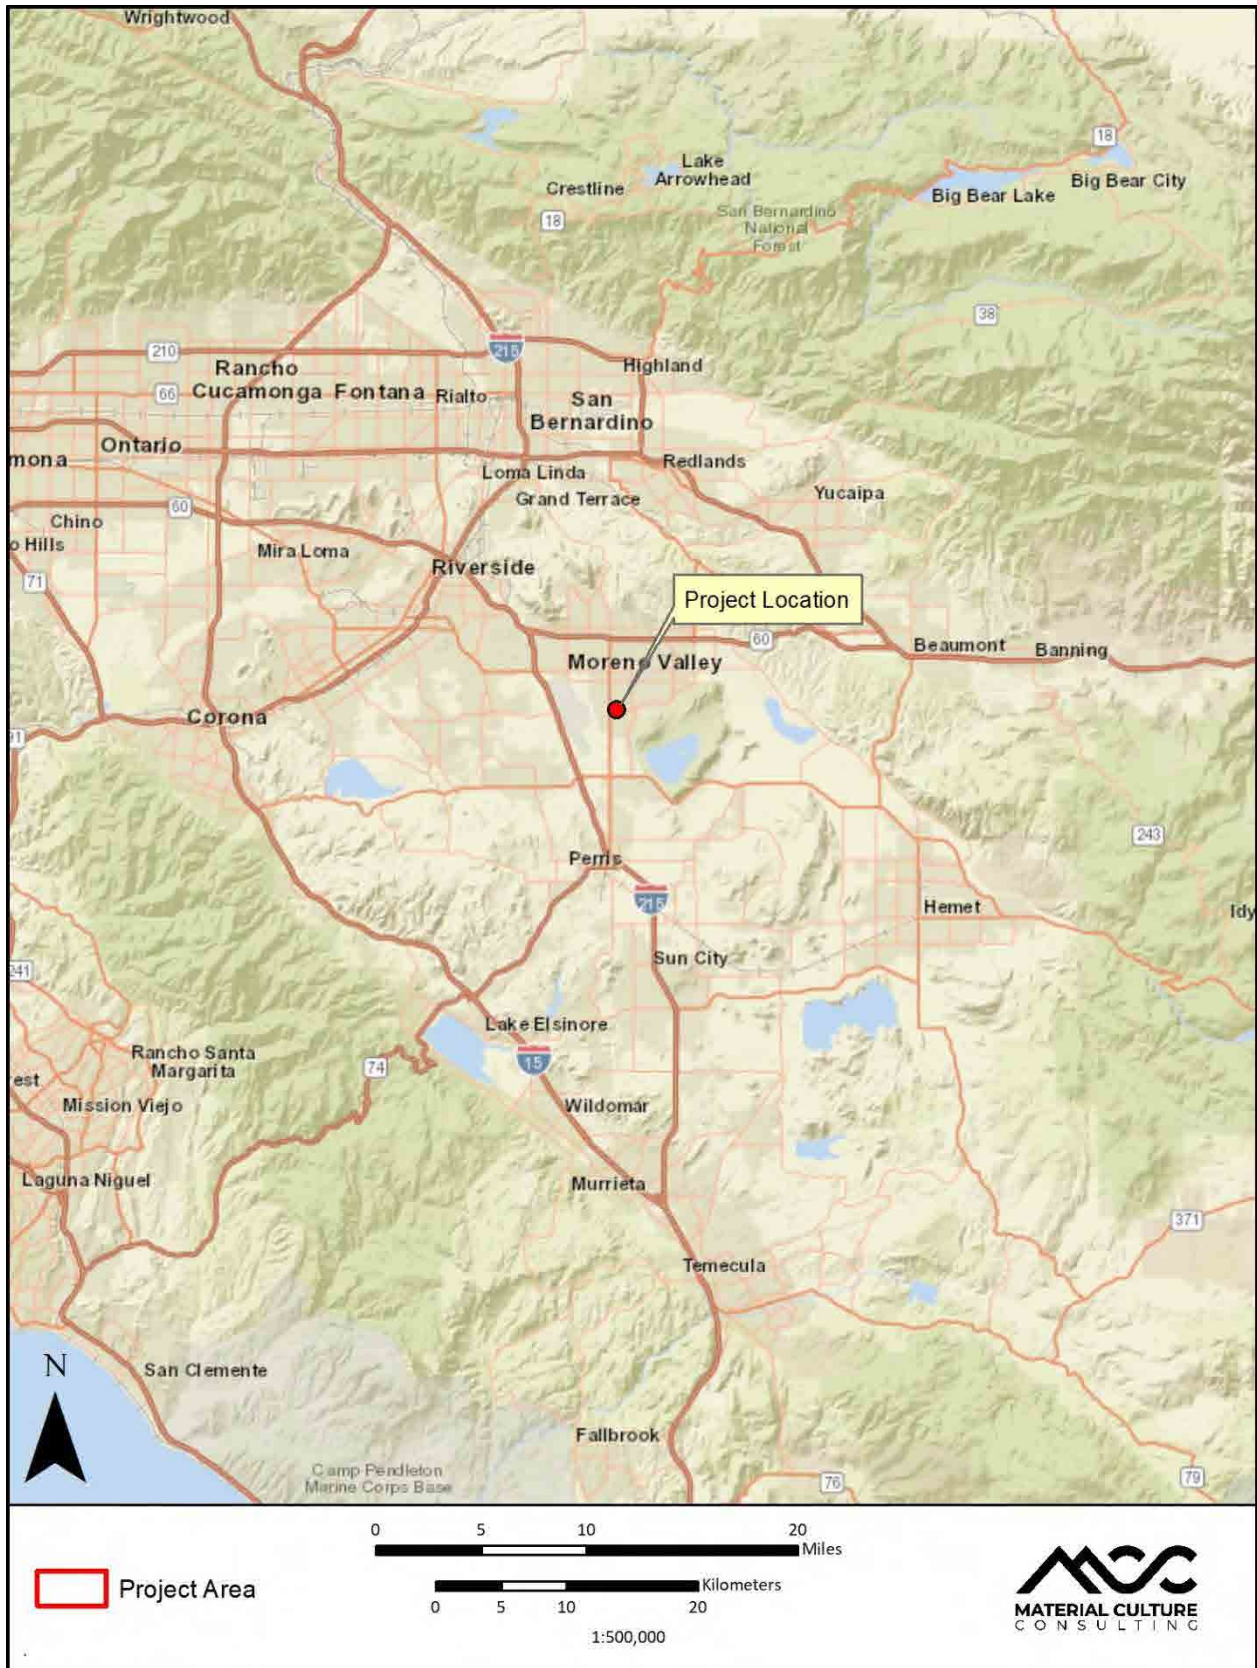 Wrightwood
18
Lake
Arrowhead
Crestline
Big Bear City
Big Bear Lake
18
San Bernardino
National
Forest
38
215
210
Rancho
Cucamonga
Highland
66
Fontana
Rialto
San
Bernardino
Ontario
mona
Loma Linda
Redlands
Grand Terrace
Yucaipa
60
Chino
o Hills
Mira Loma
Riverside
71
Project Location
60
Beaumont
Banning
Moreno Valley
Corona
91
243
Perris
215
Hemet
Idy
Sun City
241
Lake Elsinore
Rancho Santa
Margarita
74
15
est
Mission Viejo
Wildomar
Laguna Niguel
Murrieta
371
Temecula
N
San Clemente
Fallbrook
Camp Pendleton
Marine Corps Base
76
79
0 5 10 20
Miles
Project Area
Kilometers
0 5 10 20
1:500,000
MCC
MATERIAL CULTURE
CONSULTING